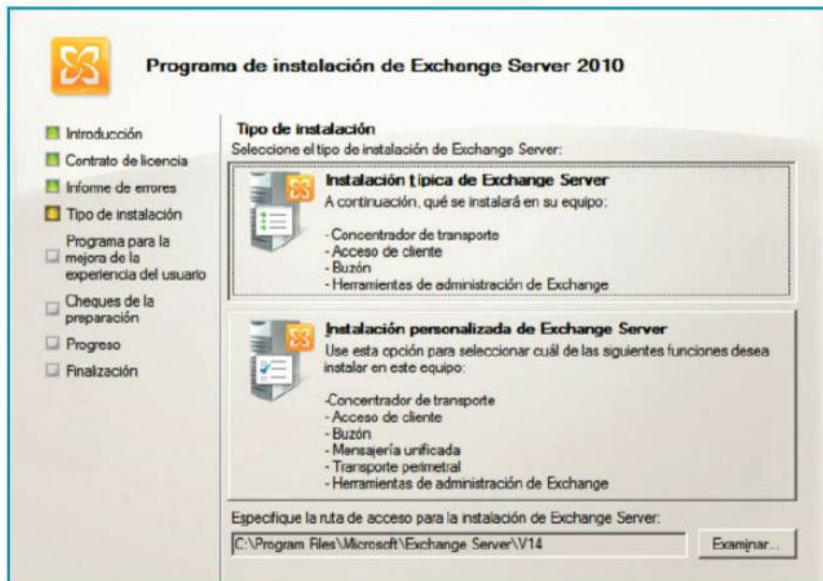 Programa de instalación de Exchange Server 2010
Introducción
Contrato de licencia
Informe de errores
Tipo de instalación
Programa para la
mejora de la
experiencia del usuario
Cheques de la
preparación
Progreso
Finalización
Tipo de instalación
Seleccione el tipo de instalación de Exchange Server:
Instalación típica de Exchange Server
A continuación, qué se instalará en su equipo:
- Concentrador de transporte
- Acceso de cliente
- Buzón
- Herramientas de administración de Exchange
Instalación personalizada de Exchange Server
Use esta opción para seleccionar cuál de las siguientes funciones desea
instalar en este equipo:
-Concentrador de transporte
- Acceso de cliente
- Buzón
- Mensajería unificada
- Transporte perimetral
- Herramientas de administración de Exchange
Especifique la ruta de acceso para la instalación de Exchange Server:
C:\Program Files\Microsoft\Exchange Server\V14
Examinar...